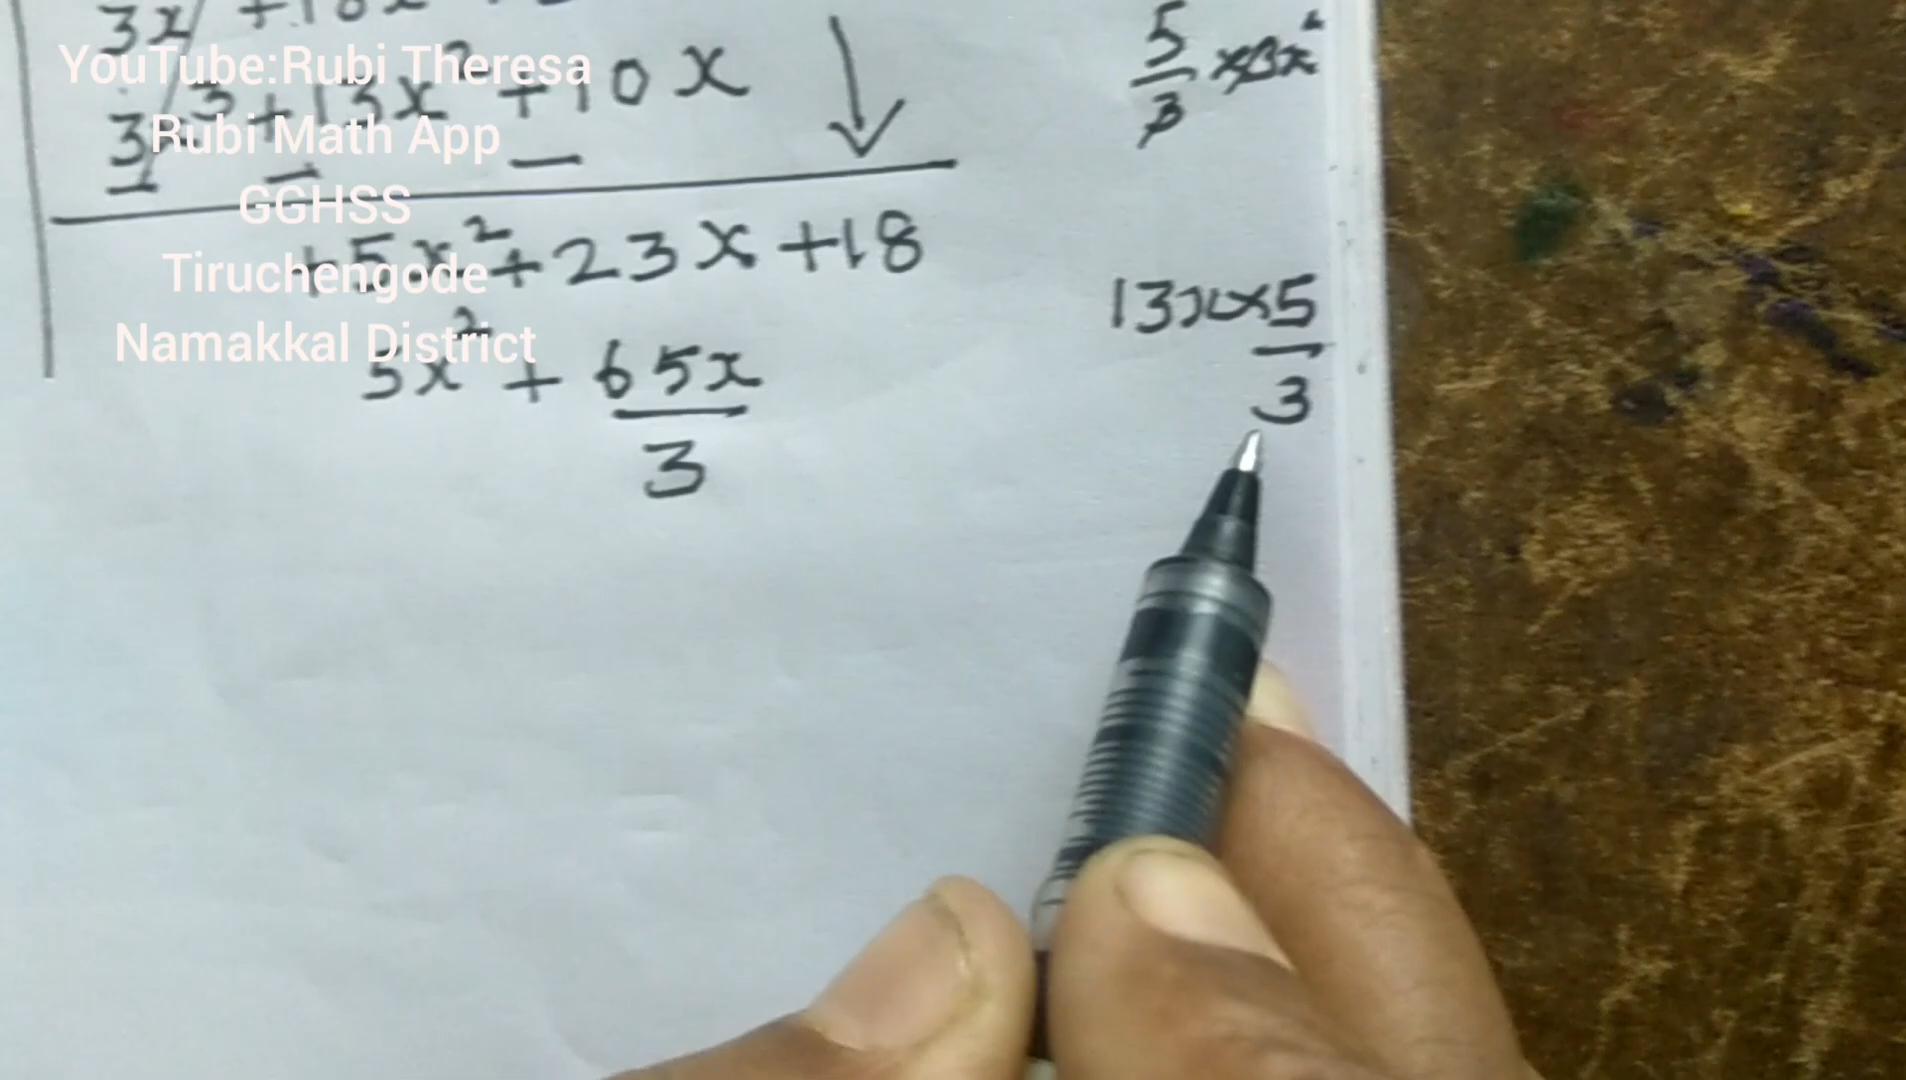 YouTube:Rubi Theresa
Rubi Math App
GGHSS
Tiruchengode
Namakkal District
3x³+13x²+10x
+5x²+23x+18
5x²+65x
3
5/3 × 3x²
13x×5
3